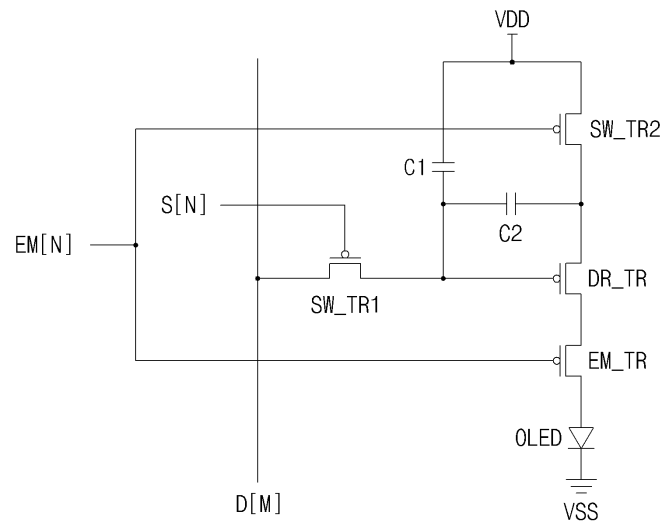 VDD
SW_TR2
C1
S[N]
C2
EM[N]
DR_TR
SW_TR1
EM_TR
OLED
D[M]
VSS